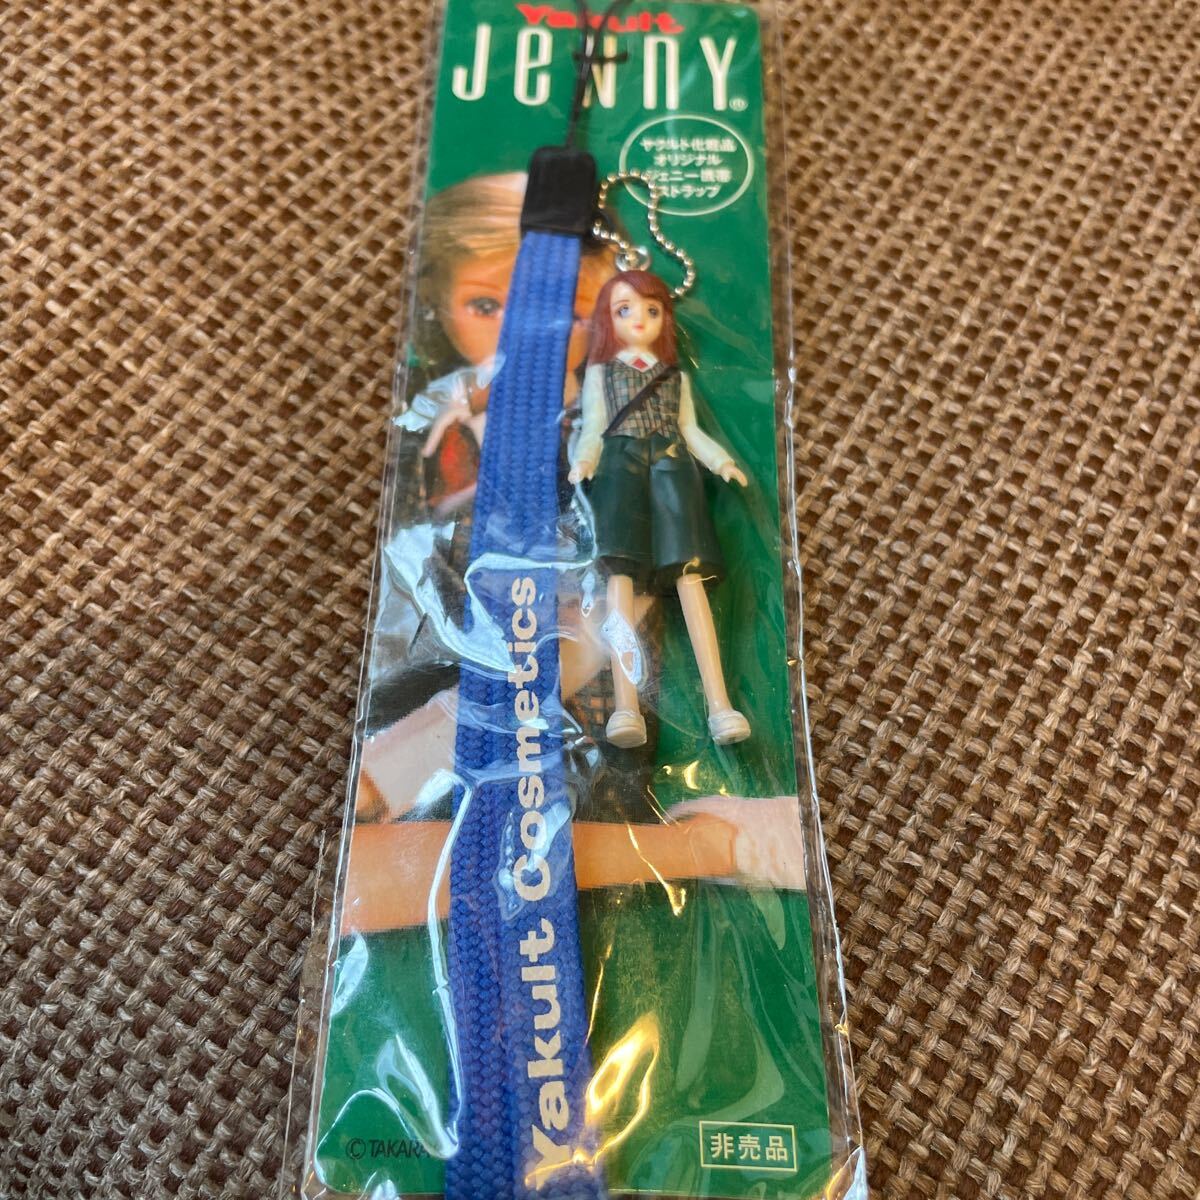 Yakult
JeNNY®
ヤクルト化粧品
オリジナル
ジェニー携帯
ストラップ
Yakult Cosmetics
©TAKARA
非売品